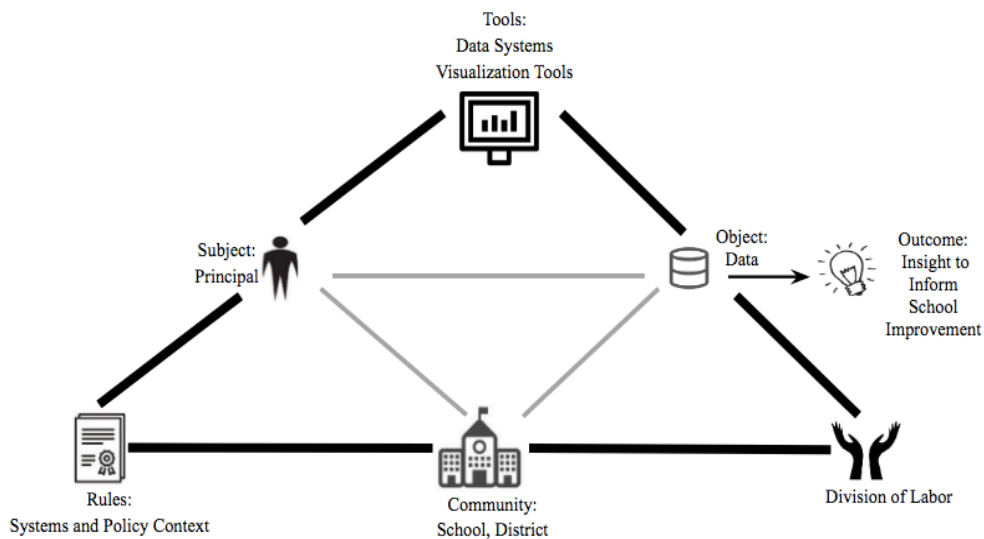 Tools:
Data Systems
Visualization Tools
Subject:
Principal
Object:
Data
Outcome:
Insight to
Inform
School
Improvement
Rules:
Systems and Policy Context
Community:
School, District
Division of Labor